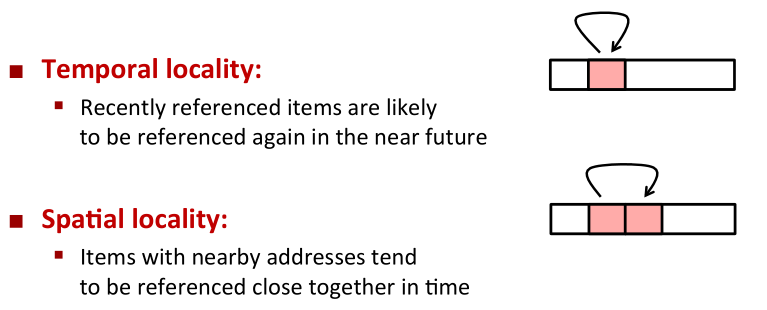 Temporal locality:
Recently referenced items are likely
to be referenced again in the near future
Spatial locality:
Items with nearby addresses tend
to be referenced close together in time